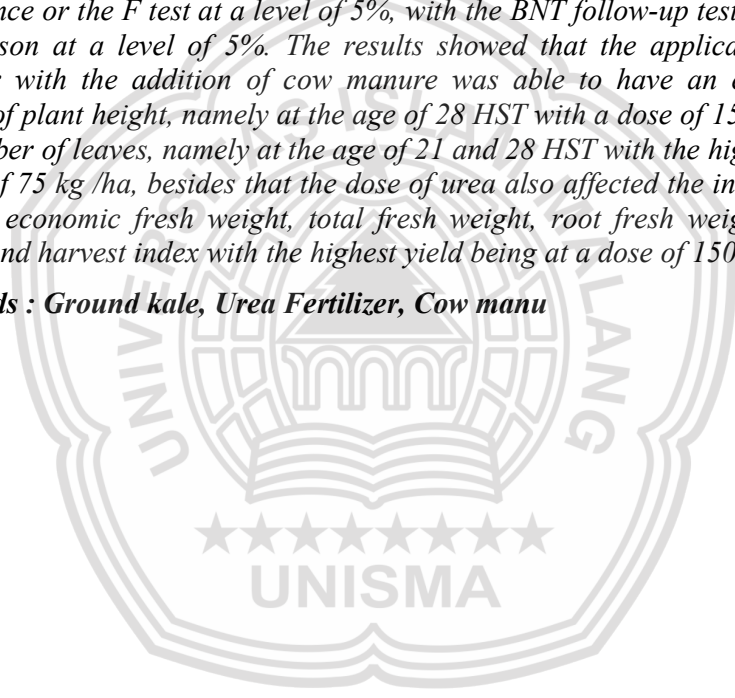 nce or the F test at a level of 5%, with the BNT follow-up test
son at a level of 5%. The results showed that the applica
with the addition of cow manure was able to have an
of plant height, namely at the age of 28 HST with a dose of 15
ber of leaves, namely at the age of 21 and 28 HST with the hig
of 75 kg /ha, besides that the dose of urea also affected the in
economic fresh weight, total fresh weight, root fresh weig
nd harvest index with the highest yield being at a dose of 150
ds : Ground kale, Urea Fertilizer, Cow manu
UNIVERSITAS ISLAM MALANG
UNISMA